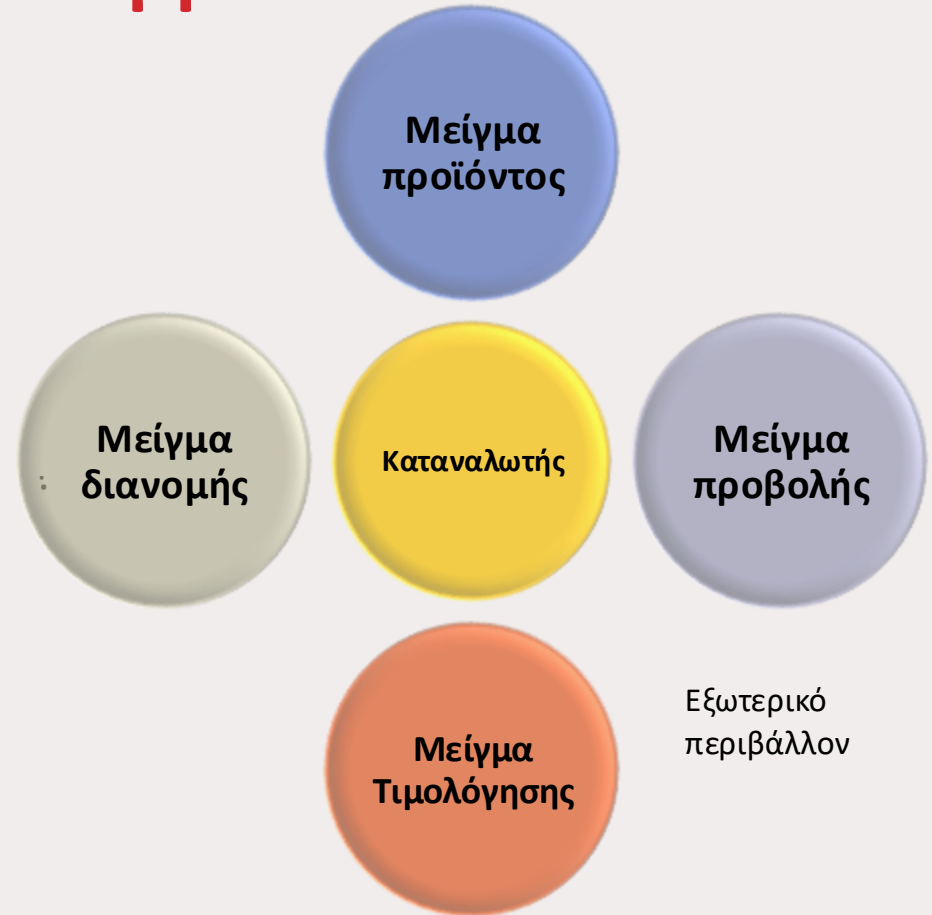 Μείγμα
προϊόντος
Μείγμα
διανομής
Καταναλωτής
Μείγμα
προβολής
Μείγμα
Τιμολόγησης
Εξωτερικό
περιβάλλον